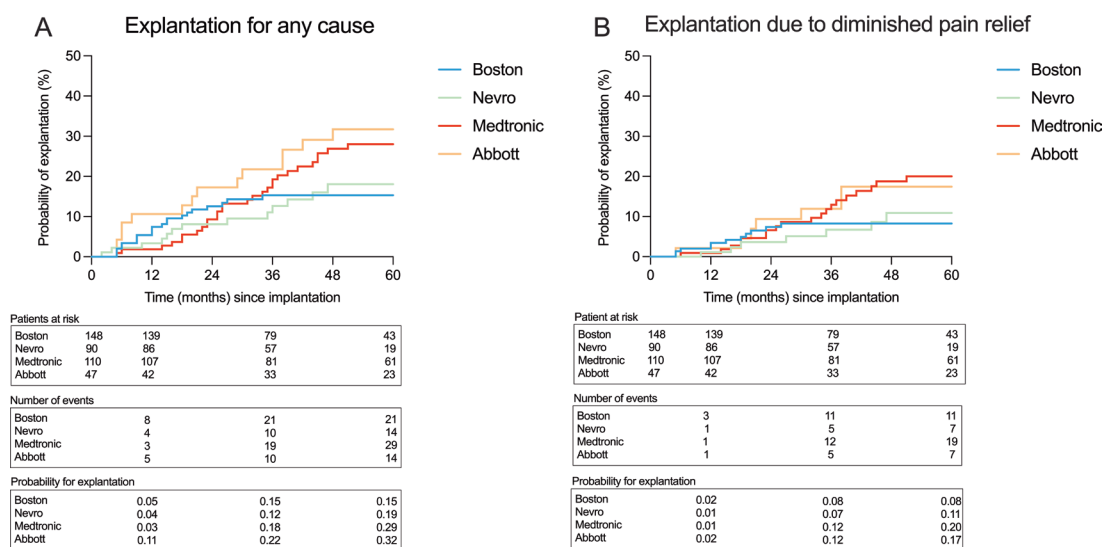 A Explantation for any cause
Probability of explantation (%)
50
40
30
20
10
0
0 12 24 36 48 60
Time (months) since implantation
Boston
Nevro
Medtronic
Abbott
Patients at risk
Boston 148 139 79 43
Nevro 90 86 57 19
Medtronic 110 107 81 61
Abbott 47 42 33 23
Number of events
Boston 8 21 21
Nevro 4 10 14
Medtronic 3 19 29
Abbott 5 10 14
Probability for explantation
Boston 0.05 0.15 0.15
Nevro 0.04 0.12 0.19
Medtronic 0.03 0.18 0.29
Abbott 0.11 0.22 0.32
B Explantation due to diminished pain relief
Probability of explantation (%)
50
40
30
20
10
0
0 12 24 36 48 60
Time (months) since implantation
Boston
Nevro
Medtronic
Abbott
Patient at risk
Boston 148 139 79 43
Nevro 90 86 57 19
Medtronic 110 107 81 61
Abbott 47 42 33 23
Number of events
Boston 3 11 11
Nevro 1 5 7
Medtronic 1 12 19
Abbott 1 5 7
Probability for explantation
Boston 0.02 0.08 0.08
Nevro 0.01 0.07 0.11
Medtronic 0.01 0.12 0.20
Abbott 0.02 0.12 0.17